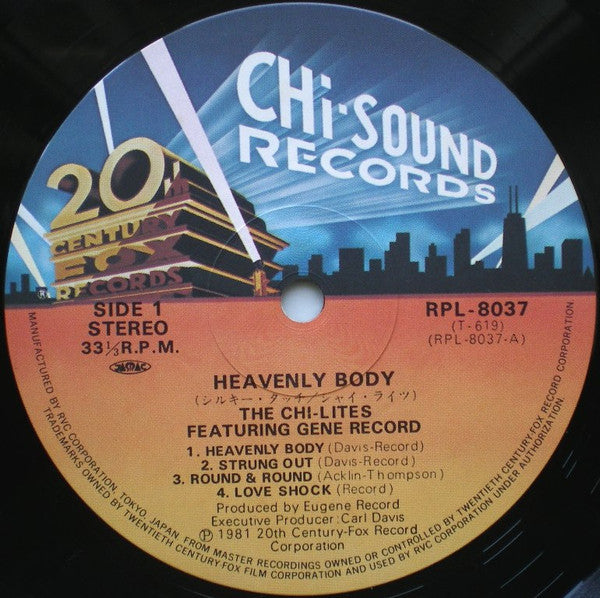 CHi-SOUND
RECORDS
20th
CENTURY
FOX
RECORDS
®
SIDE 1
STEREO
33⅓ R.P.M.
JASRAC
RPL-8037
(T-619)
(RPL-8037-A)
HEAVENLY BODY
(シルキー・タッチ/シャイ・ライツ)
THE CHI-LITES
FEATURING GENE RECORD
1. HEAVENLY BODY (Davis-Record)
2. STRUNG OUT (Davis-Record)
3. ROUND & ROUND (Acklin-Thompson)
4. LOVE SHOCK (Record)
Produced by Eugene Record
Executive Producer: Carl Davis
Ⓟ 1981 20th Century-Fox Record
Corporation
MANUFACTURED BY RVC CORPORATION, TOKYO, JAPAN, FROM MASTER RECORDINGS OWNED OR CONTROLLED BY TWENTIETH CENTURY-FOX RECORD CORPORATION
TRADEMARKS OWNED BY TWENTIETH CENTURY-FOX FILM CORPORATION AND USED BY RVC CORPORATION UNDER AUTHORIZATION.